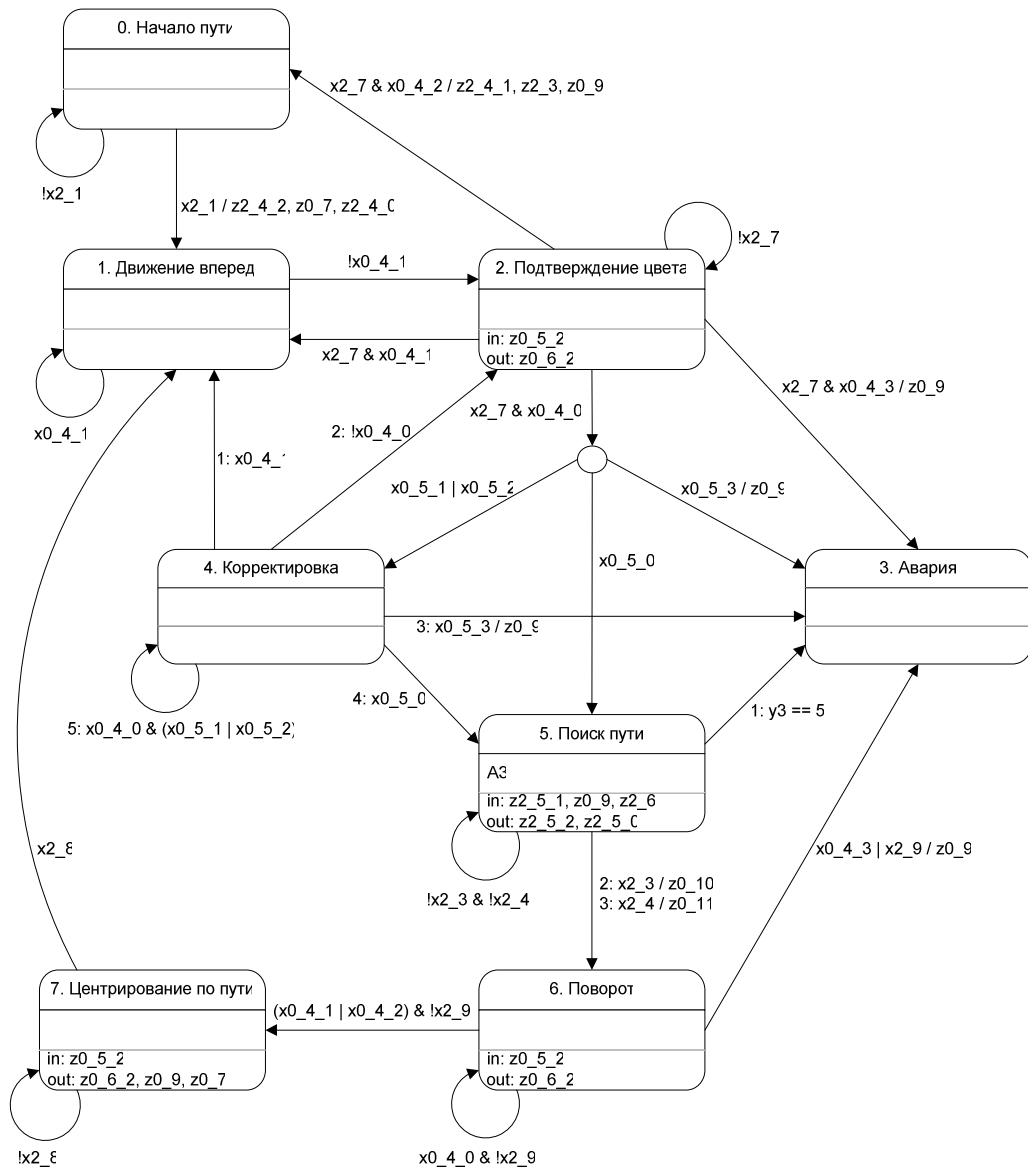 0. Начало пути
x2_7 & x0_4_2 / z2_4_1, z2_3, z0_9
!x2_1
x2_1 / z2_4_2, z0_7, z2_4_0
!x2_7
1. Движение вперед
!x0_4_1
2. Подтверждение цвета
in: z0_5_2
out: z0_6_2
x2_7 & x0_4_1
x2_7 & x0_4_3 / z0_9
x0_4_1
x2_7 & x0_4_0
2: !x0_4_0
1: x0_4_1
x0_5_1 | x0_5_2
x0_5_3 / z0_9
x0_5_0
4. Корректировка
3. Авария
3: x0_5_3 / z0_9
4: x0_5_0
1: y3 == 5
5: x0_4_0 & (x0_5_1 | x0_5_2)
5. Поиск пути
A3
in: z2_5_1, z0_9, z2_6
out: z2_5_2, z2_5_0
x2_8
x0_4_3 | x2_9 / z0_9
!x2_3 & !x2_4
2: x2_3 / z0_10
3: x2_4 / z0_11
7. Центрирование по пути
(x0_4_1 | x0_4_2) & !x2_9
6. Поворот
in: z0_5_2
out: z0_6_2, z0_9, z0_7
in: z0_5_2
out: z0_6_2
!x2_8
x0_4_0 & !x2_9